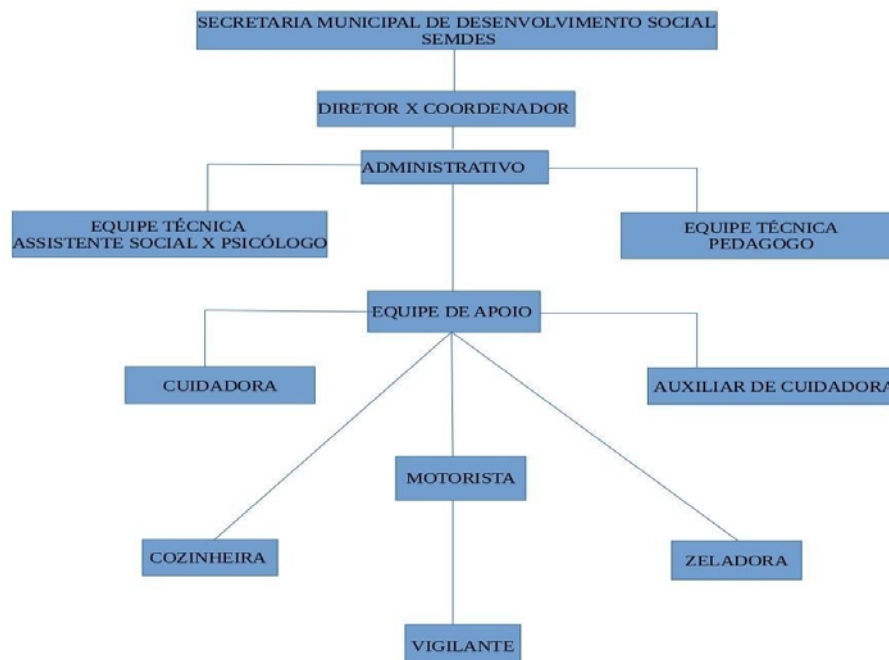 SECRETARIA MUNICIPAL DE DESENVOLVIMENTO SOCIAL
SEMDES
DIRETOR X COORDENADOR
ADMINISTRATIVO
EQUIPE TÉCNICA
ASSISTENTE SOCIAL X PSICÓLOGO
EQUIPE TÉCNICA
PEDAGOGO
EQUIPE DE APOIO
CUIDADORA
AUXILIAR DE CUIDADORA
MOTORISTA
COZINHEIRA
ZELADORA
VIGILANTE